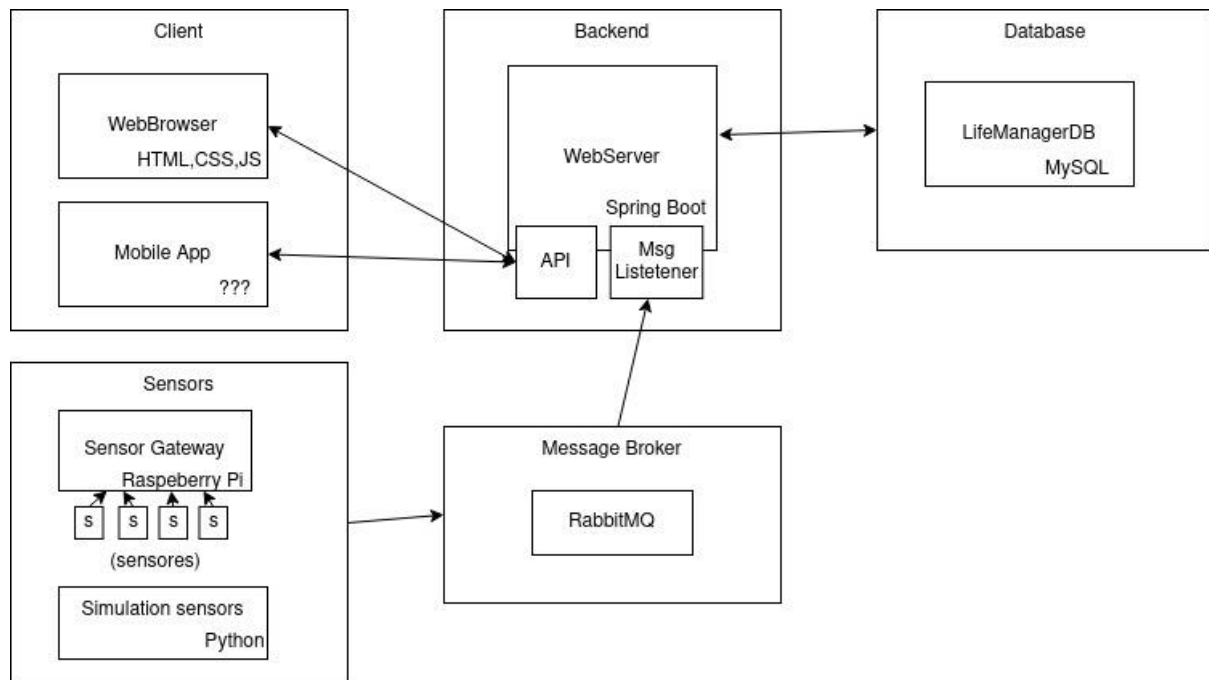 Client
WebBrowser
HTML,CSS,JS
Mobile App
???
Backend
WebServer
Spring Boot
API
Msg
Listetener
Database
LifeManagerDB
MySQL
Sensors
Sensor Gateway
Raspeberry Pi
s s s s
(sensores)
Simulation sensors
Python
Message Broker
RabbitMQ